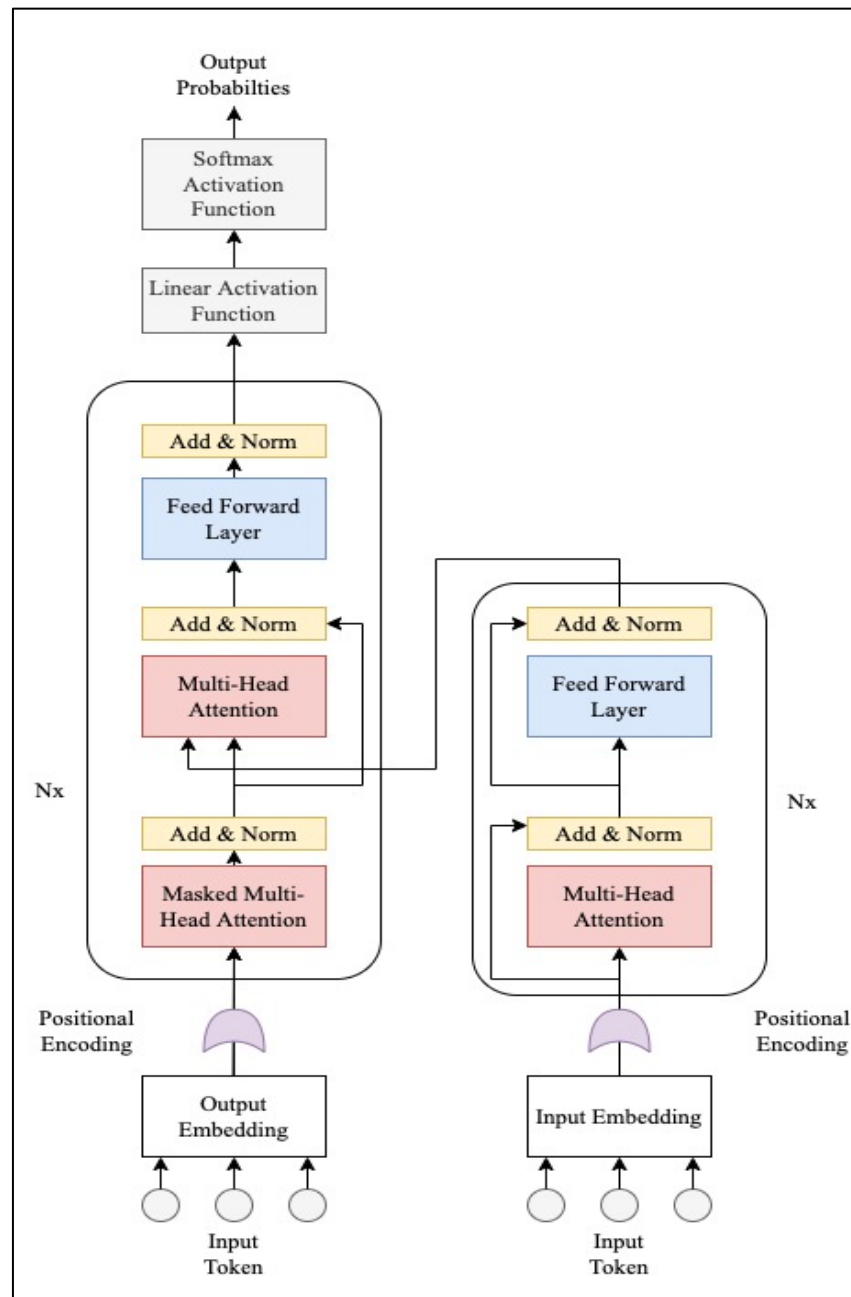 Output
Probabilties
Softmax
Activation
Function
Linear Activation
Function
Add & Norm
Feed Forward
Layer
Add & Norm
Multi-Head
Attention
Nx
Add & Norm
Masked Multi-
Head Attention
Positional
Encoding
Output
Embedding
Input
Token
Add & Norm
Feed Forward
Layer
Nx
Add & Norm
Multi-Head
Attention
Positional
Encoding
Input Embedding
Input
Token